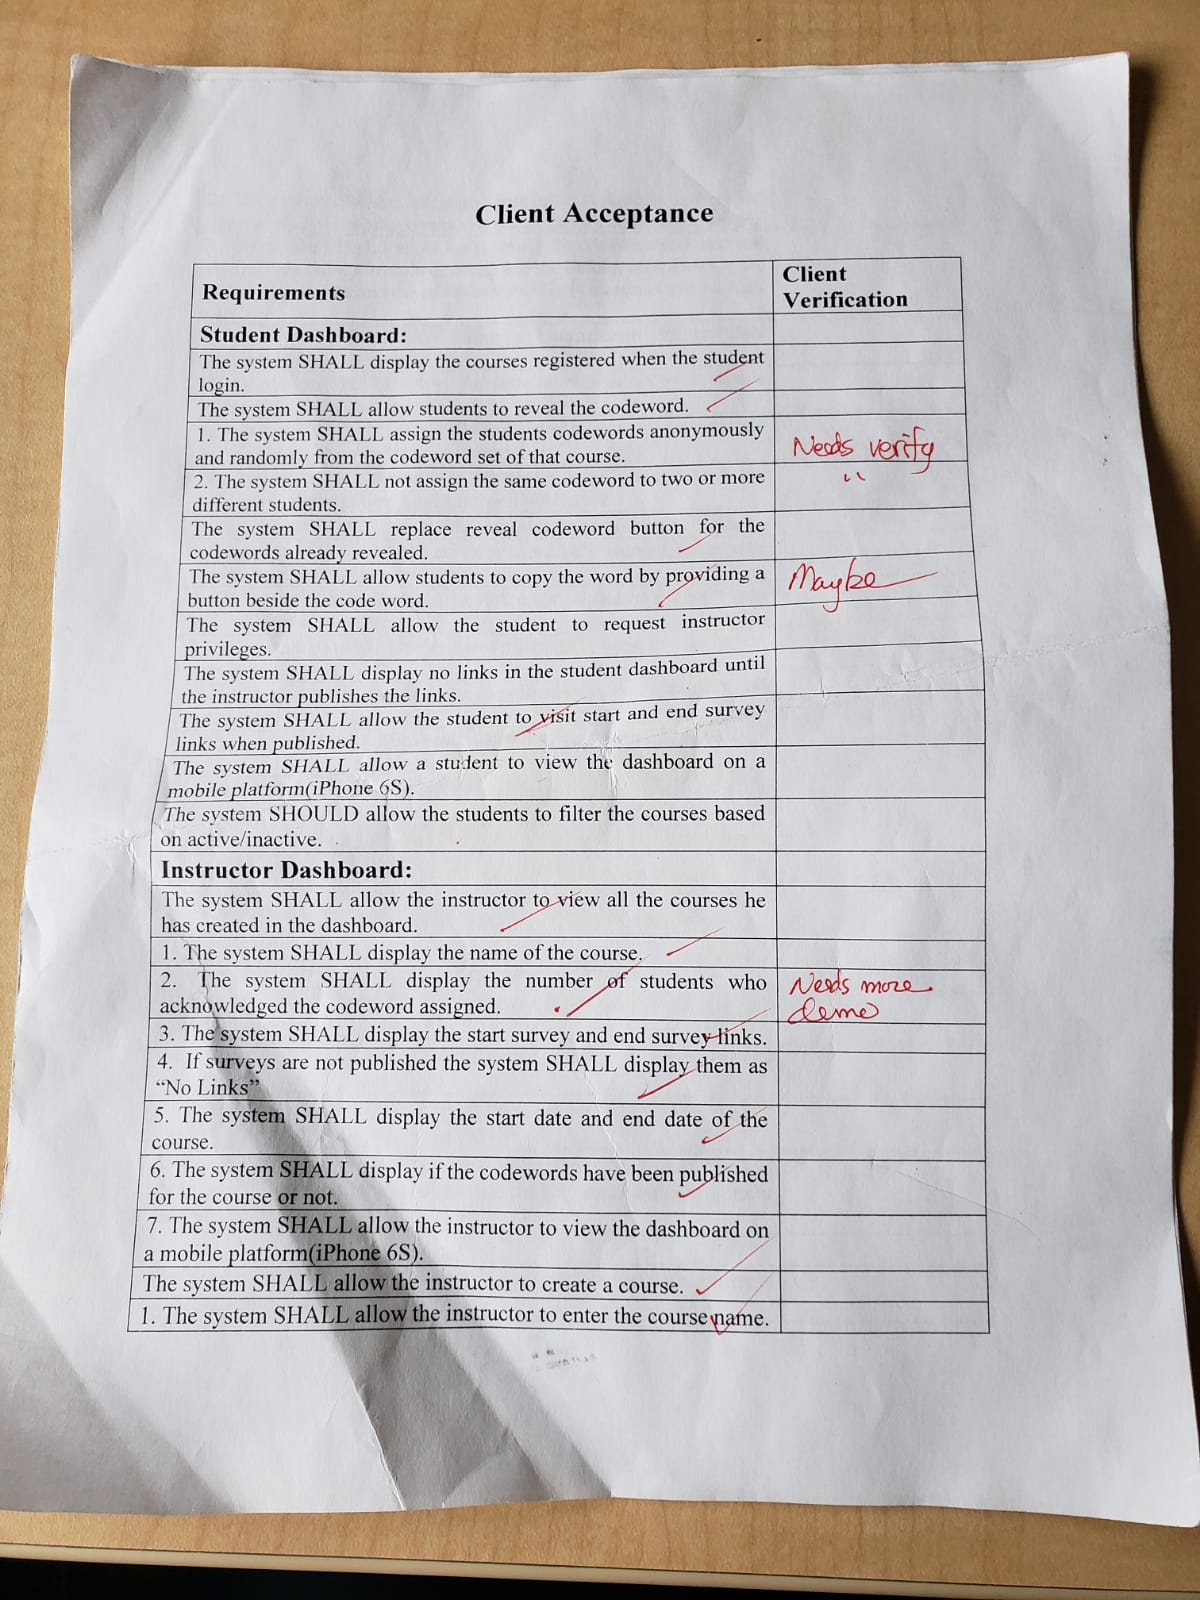 Client Acceptance
Requirements
Client
Verification
Student Dashboard:
The system SHALL display the courses registered when the student
login.
The system SHALL allow students to reveal the codeword.
1. The system SHALL assign the students codewords anonymously
and randomly from the codeword set of that course.
Needs verify
2. The system SHALL not assign the same codeword to two or more
different students.
"
The system SHALL replace reveal codeword button for the
codewords already revealed.
The system SHALL allow students to copy the word by providing a
button beside the code word.
Maybe
The system SHALL allow the student to request instructor
privileges.
The system SHALL display no links in the student dashboard until
the instructor publishes the links.
The system SHALL allow the student to visit start and end survey
links when published.
The system SHALL allow a student to view the dashboard on a
mobile platform(iPhone 6S).
The system SHOULD allow the students to filter the courses based
on active/inactive.
Instructor Dashboard:
The system SHALL allow the instructor to view all the courses he
has created in the dashboard.
1. The system SHALL display the name of the course.
2. The system SHALL display the number of students who
acknowledged the codeword assigned.
Needs more
demo
3. The system SHALL display the start survey and end survey links.
4. If surveys are not published the system SHALL display them as
“No Links”
5. The system SHALL display the start date and end date of the
course.
6. The system SHALL display if the codewords have been published
for the course or not.
7. The system SHALL allow the instructor to view the dashboard on
a mobile platform(iPhone 6S).
The system SHALL allow the instructor to create a course.
1. The system SHALL allow the instructor to enter the course name.